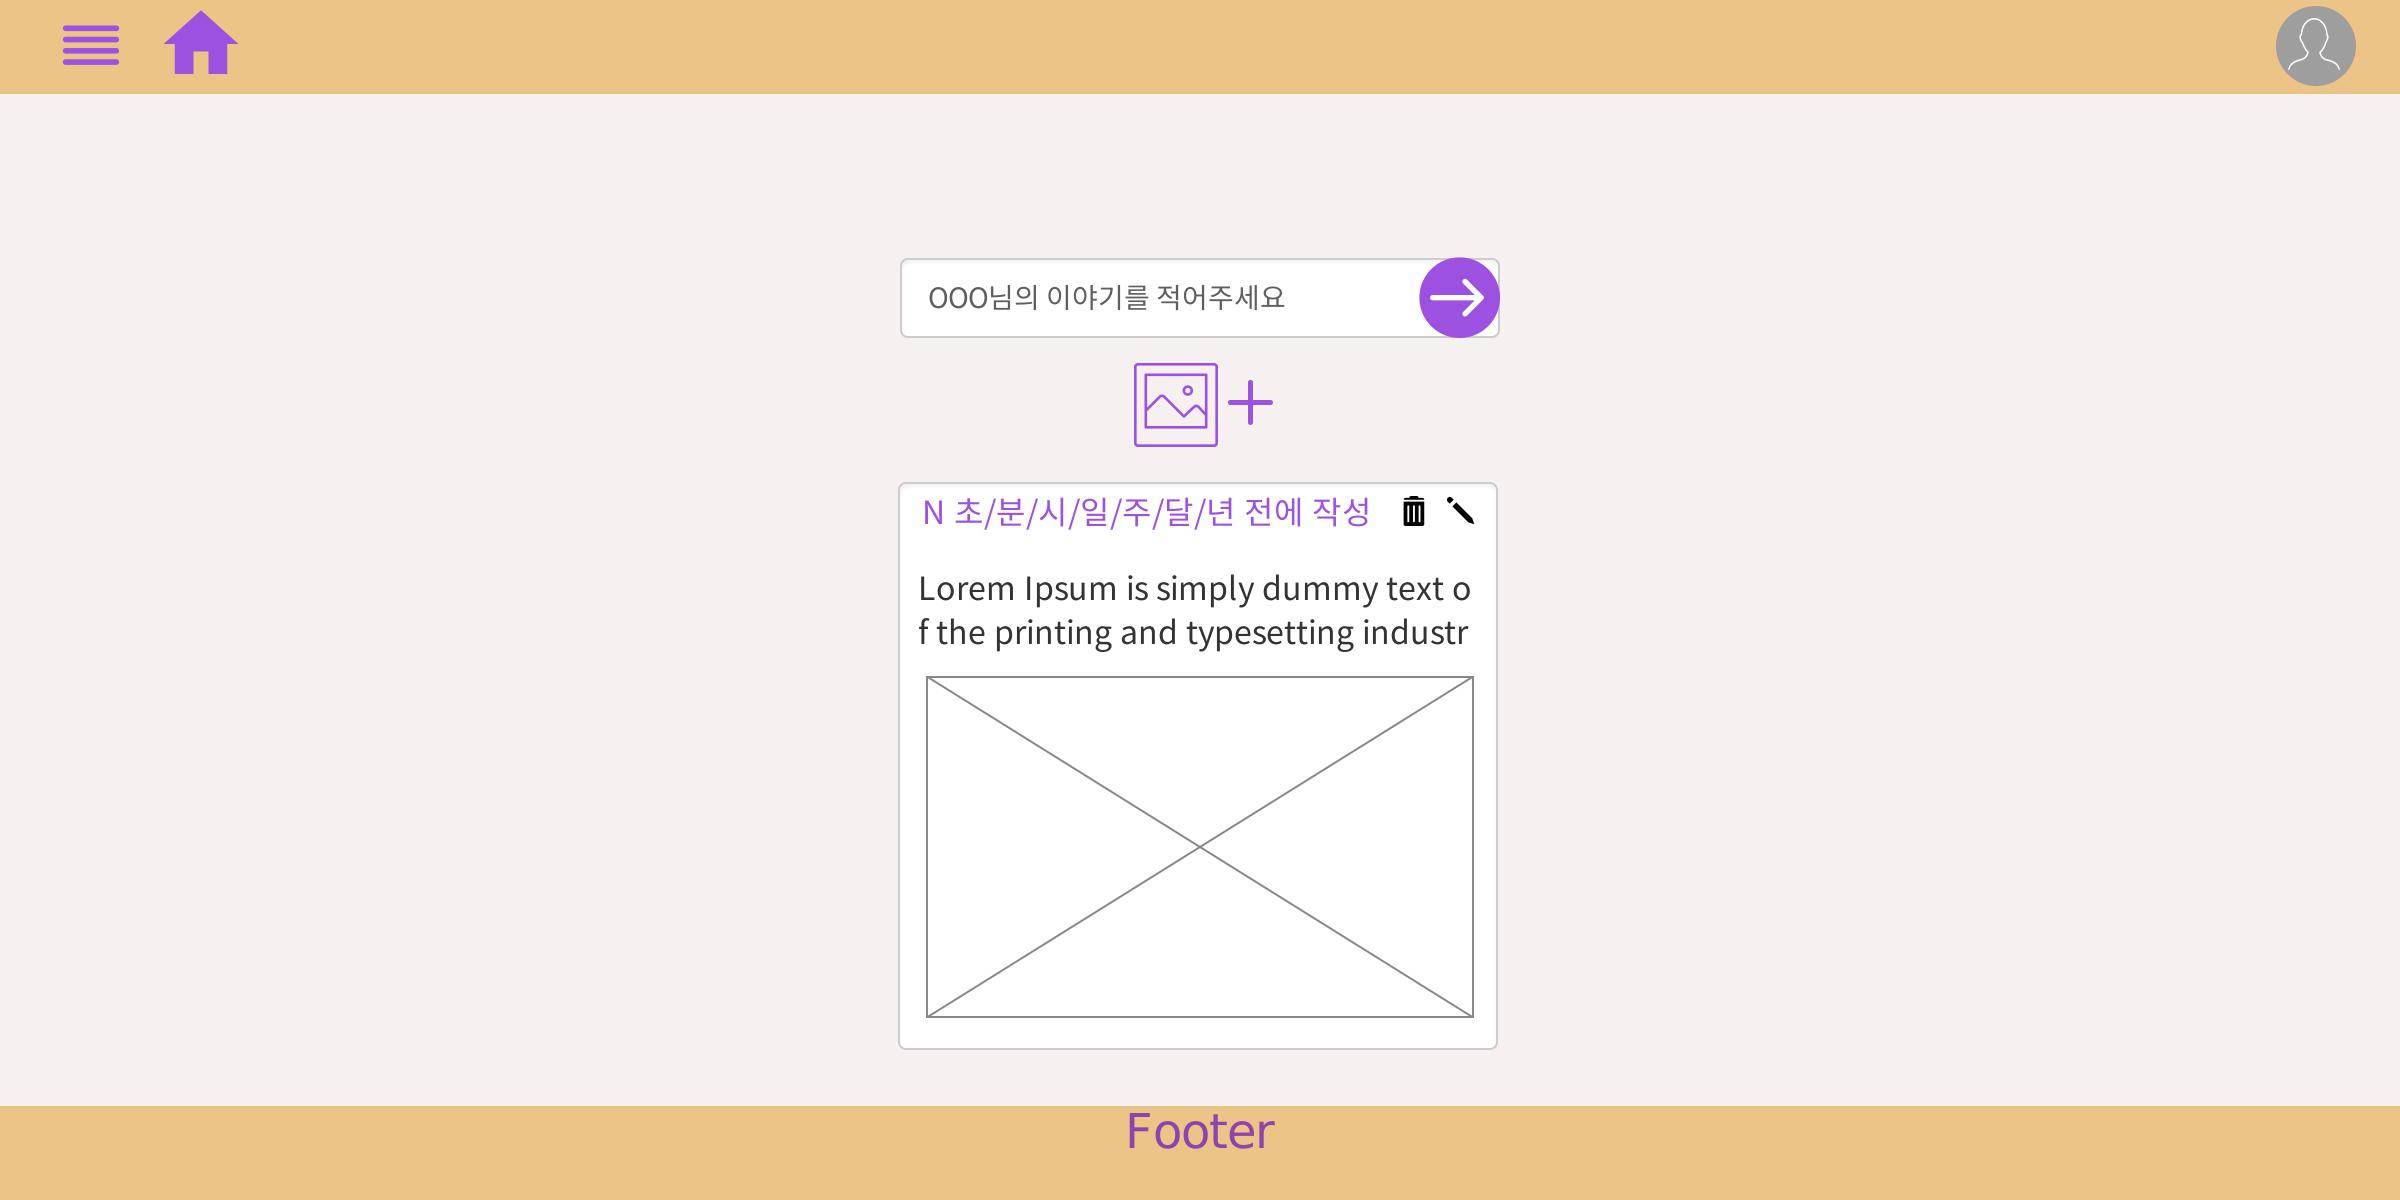 OOO님의 이야기를 적어주세요
N 초/분/시/일/주/달/년 전에 작성
Lorem Ipsum is simply dummy text o
f the printing and typesetting industr
Footer